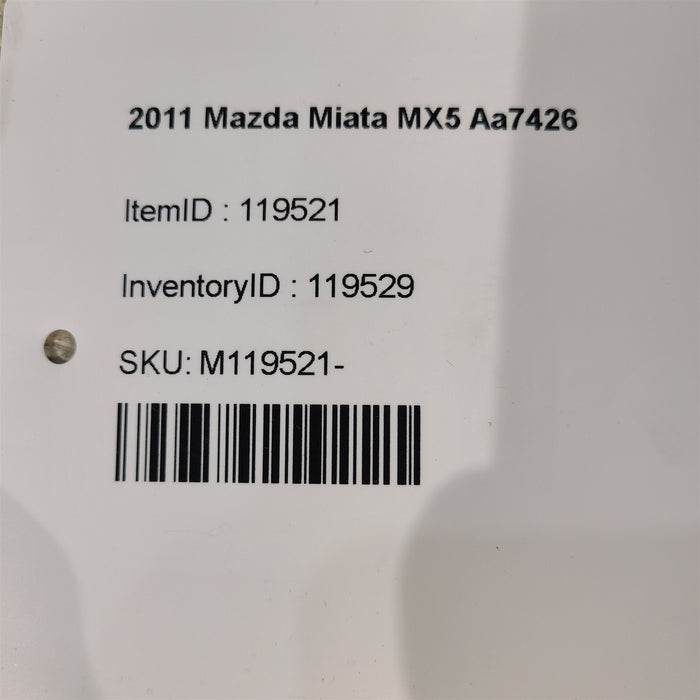 2011 Mazda Miata MX5 Aa7426
ItemID : 119521
InventoryID : 119529
SKU: M119521-